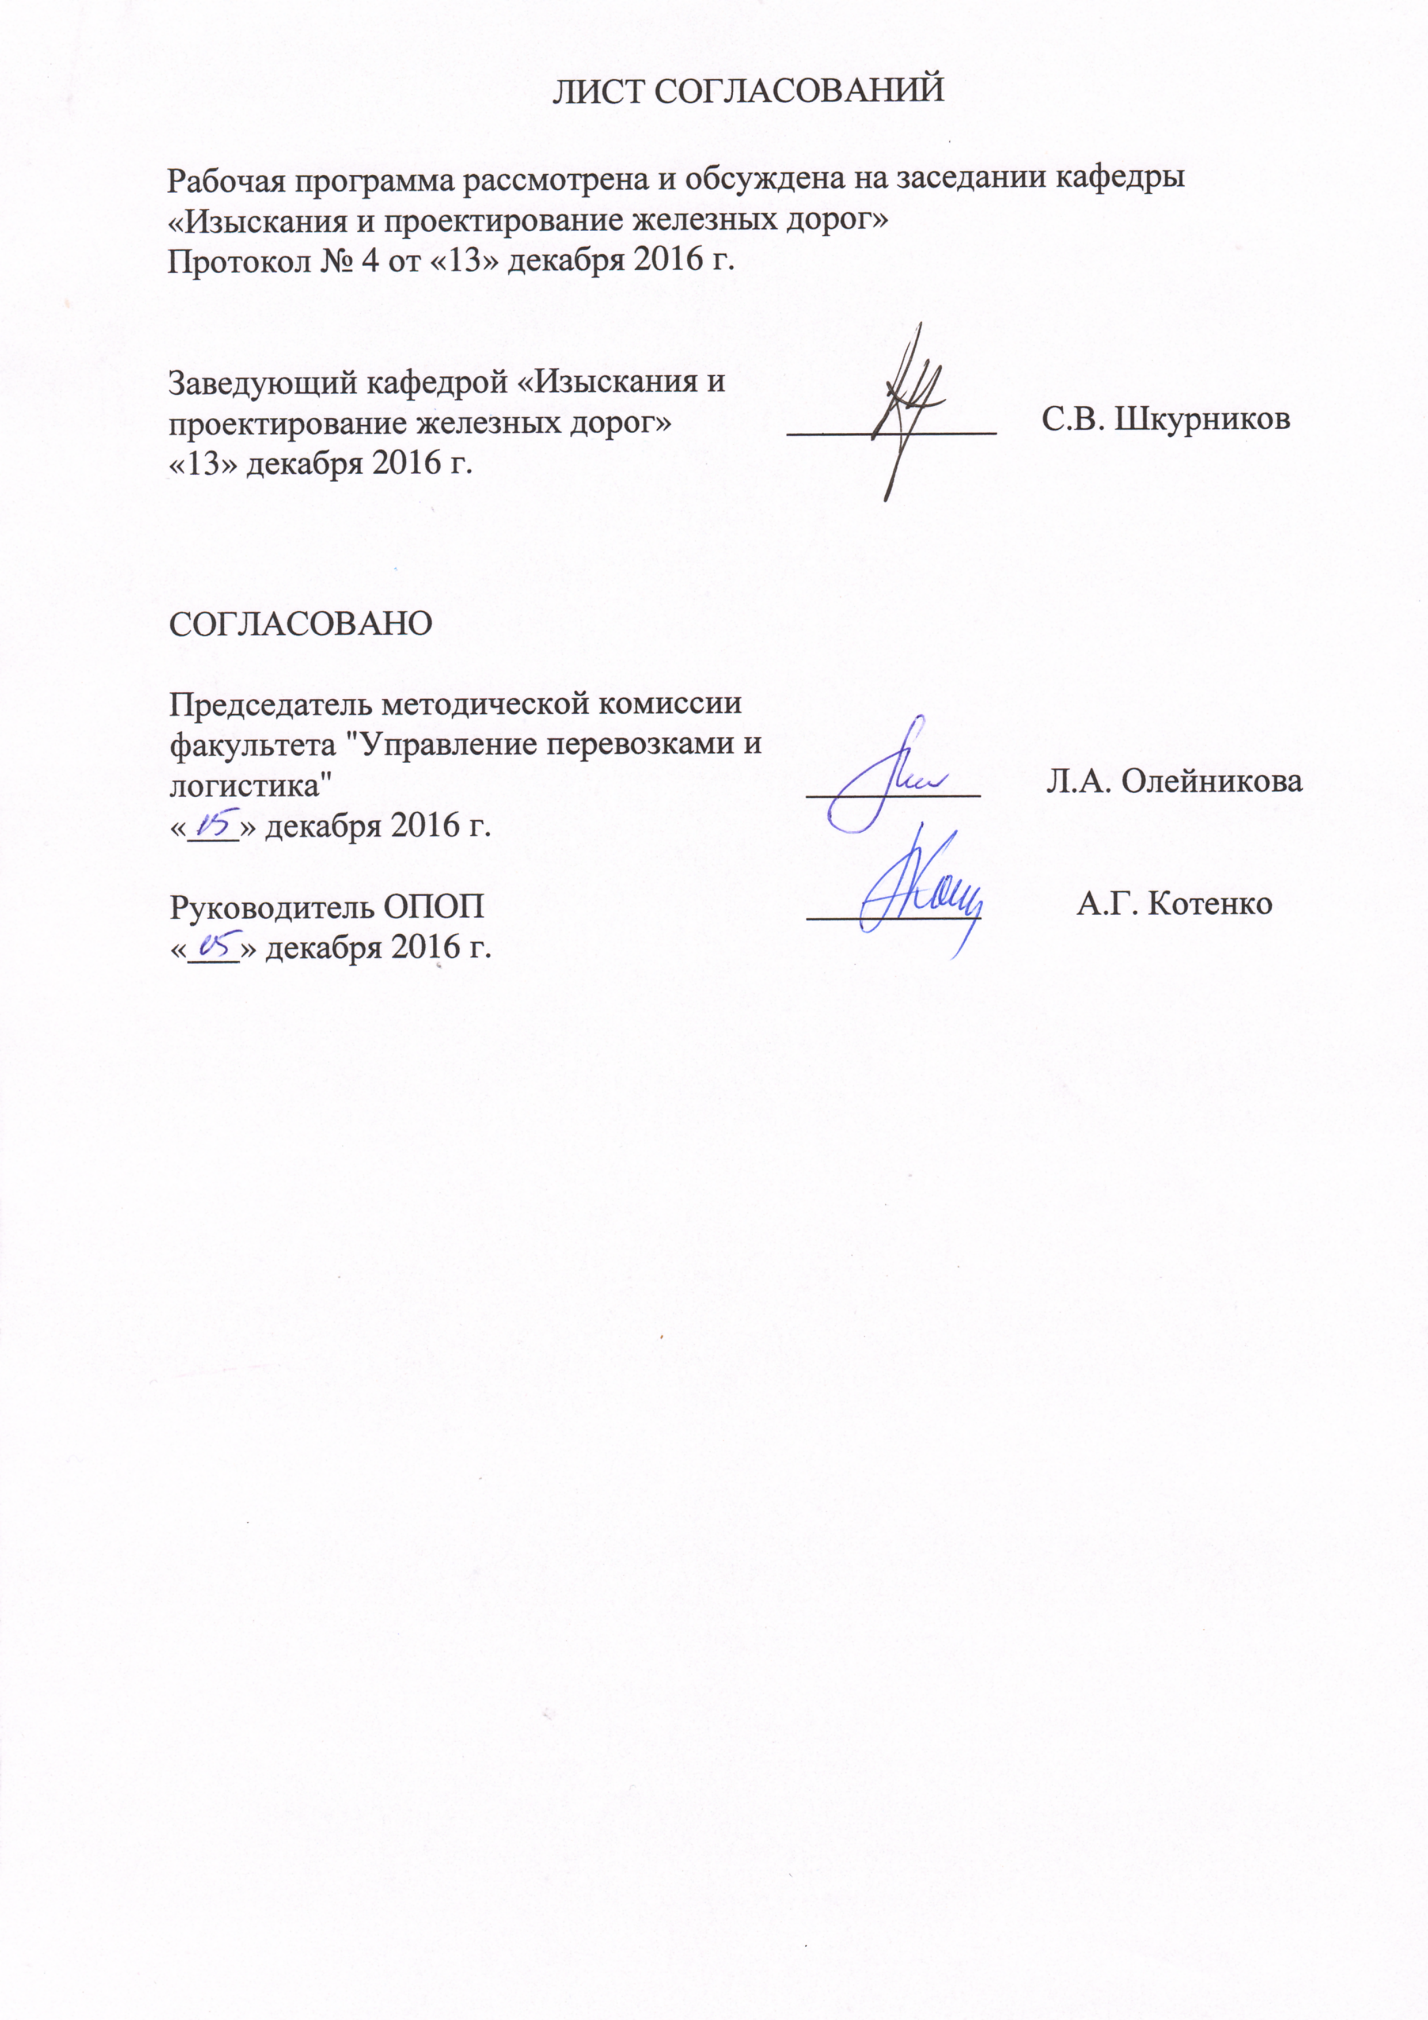 ЛИСТ СОГЛАСОВАНИЙ
Рабочая программа рассмотрена и обсуждена на заседании кафедры
«Изыскания и проектирование железных дорог»
Протокол № 4 от «13» декабря 2016 г.
Заведующий кафедрой «Изыскания и
проектирование железных дорог» С.В. Шкурников
«13» декабря 2016 г.
СОГЛАСОВАНО
Председатель методической комиссии
факультета "Управление перевозками и
логистика" Л.А. Олейникова
«15» декабря 2016 г.
Руководитель ОПОП А.Г. Котенко
«15» декабря 2016 г.